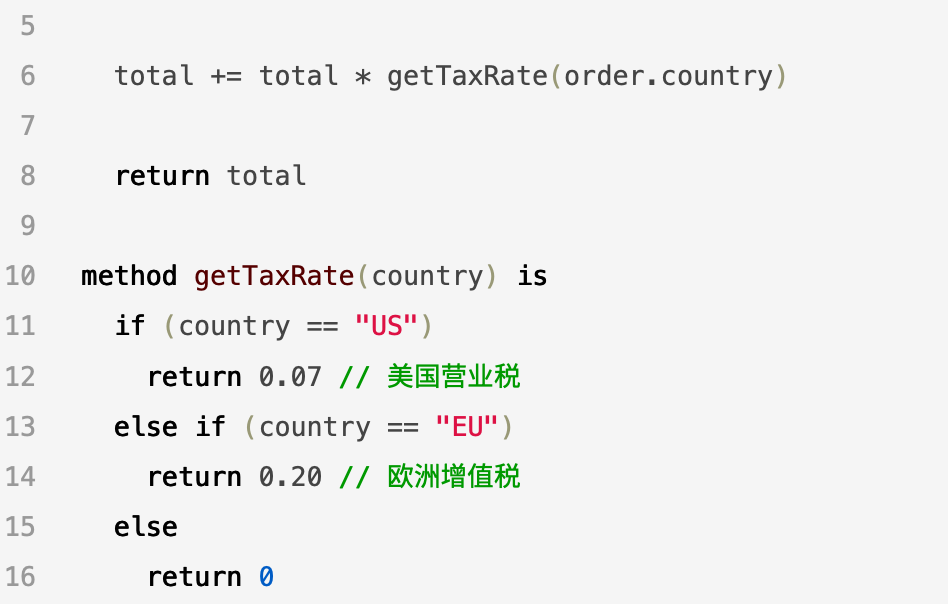 5
6 total += total * getTaxRate(order.country)
7
8 return total
9
10 method getTaxRate(country) is
11 if (country == "US")
12 return 0.07 // 美国营业税
13 else if (country == "EU")
14 return 0.20 // 欧洲增值税
15 else
16 return 0